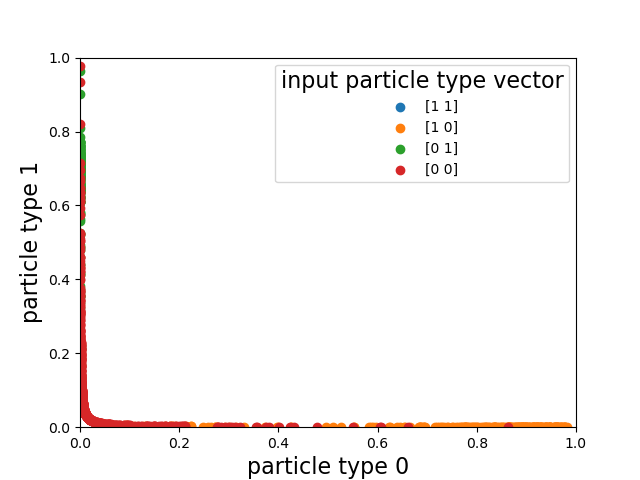 input particle type vector
[1 1]
[1 0]
[0 1]
[0 0]
1.0
0.8
0.6
0.4
0.2
0.0
particle type 1
0.0 0.2 0.4 0.6 0.8 1.0
particle type 0